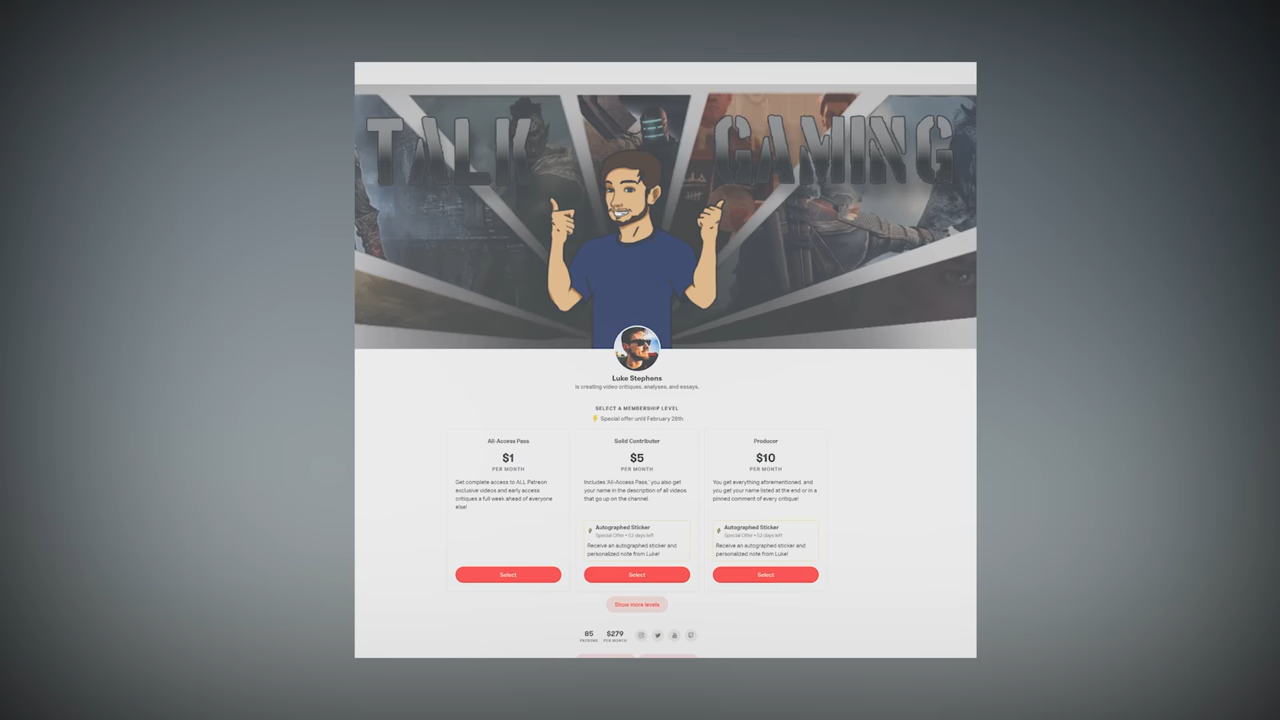 TALK GAMING
Luke Stephens
is creating video critiques, analyses, and essays.
SELECT A MEMBERSHIP LEVEL
Special offer until February 28th
All-Access Pass
$1
PER MONTH
Get complete access to ALL Patreon
exclusive videos and early access
critiques a full week ahead of everyone
else!
Select
Solid Contributer
$5
PER MONTH
Includes 'All-Access Pass,' you also get
your name in the description of all videos
that go up on the channel.
Autographed Sticker
Special Offer • 52 days left
Receive an autographed sticker and
personalized note from Luke!
Select
Producer
$10
PER MONTH
You get everything aforementioned, and
you get your name listed at the end or in a
pinned comment of every critique!
Autographed Sticker
Special Offer • 52 days left
Receive an autographed sticker and
personalized note from Luke!
Select
Show more levels
85
PATRONS
$279
PER MONTH